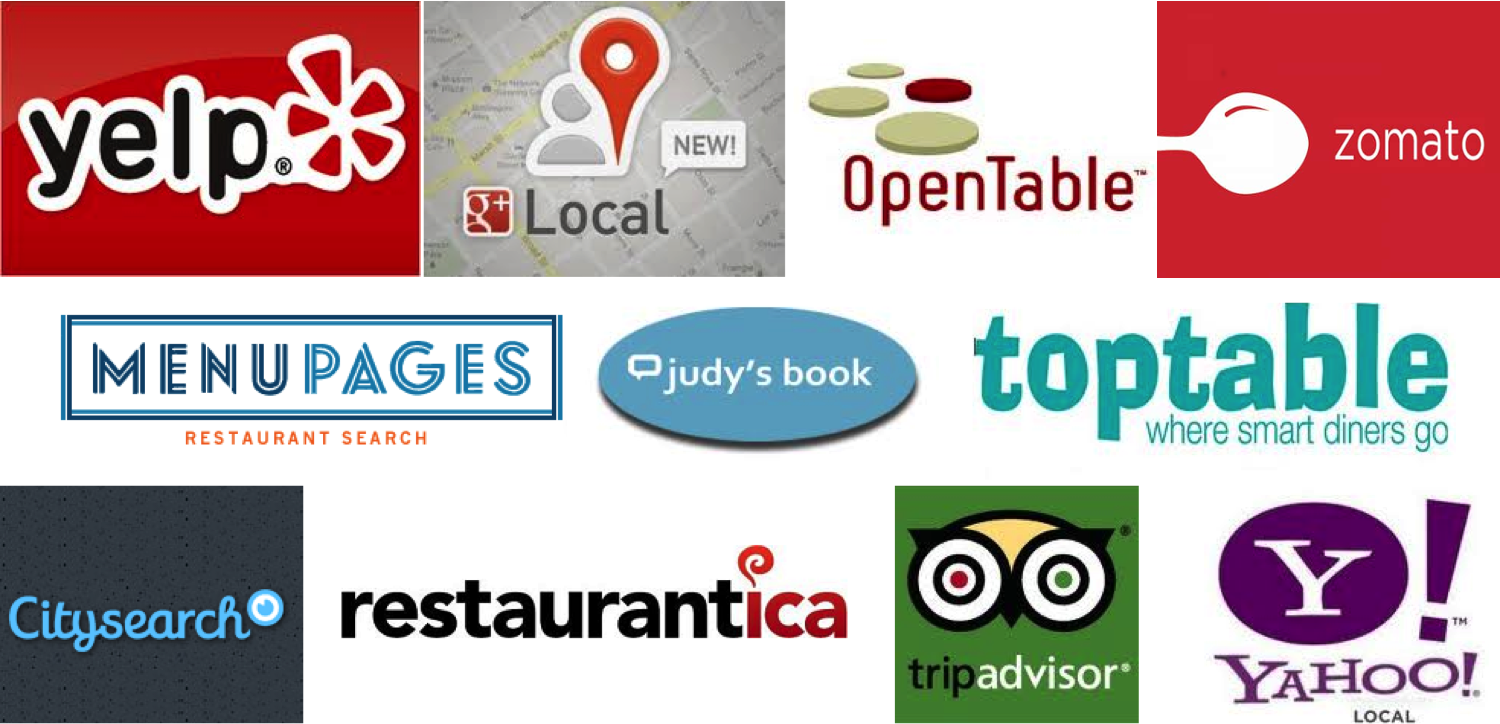 yelp®
NEW!
g+ Local
OpenTable™
zomato
MENUPAGES
RESTAURANT SEARCH
judy's book
toptable
where smart diners go
Citysearch
restaurantica
tripadvisor®
Y!™
YAHOO!®
LOCAL